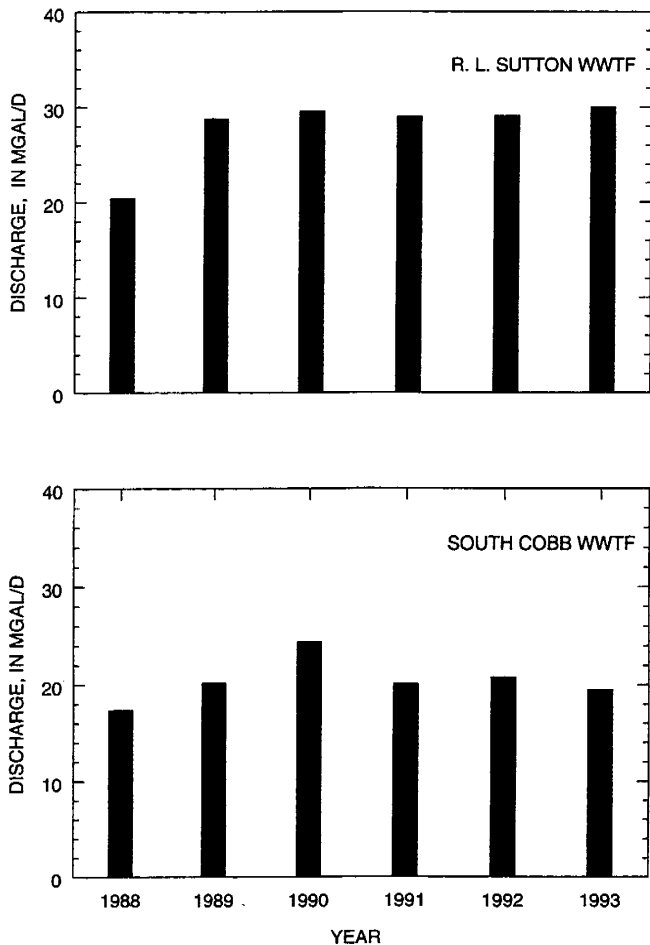 R. L. SUTTON WWTF
DISCHARGE, IN MGAL/D
40
30
20
10
0
SOUTH COBB WWTF
DISCHARGE, IN MGAL/D
40
30
20
10
0
1988 1989 1990 1991 1992 1993
YEAR